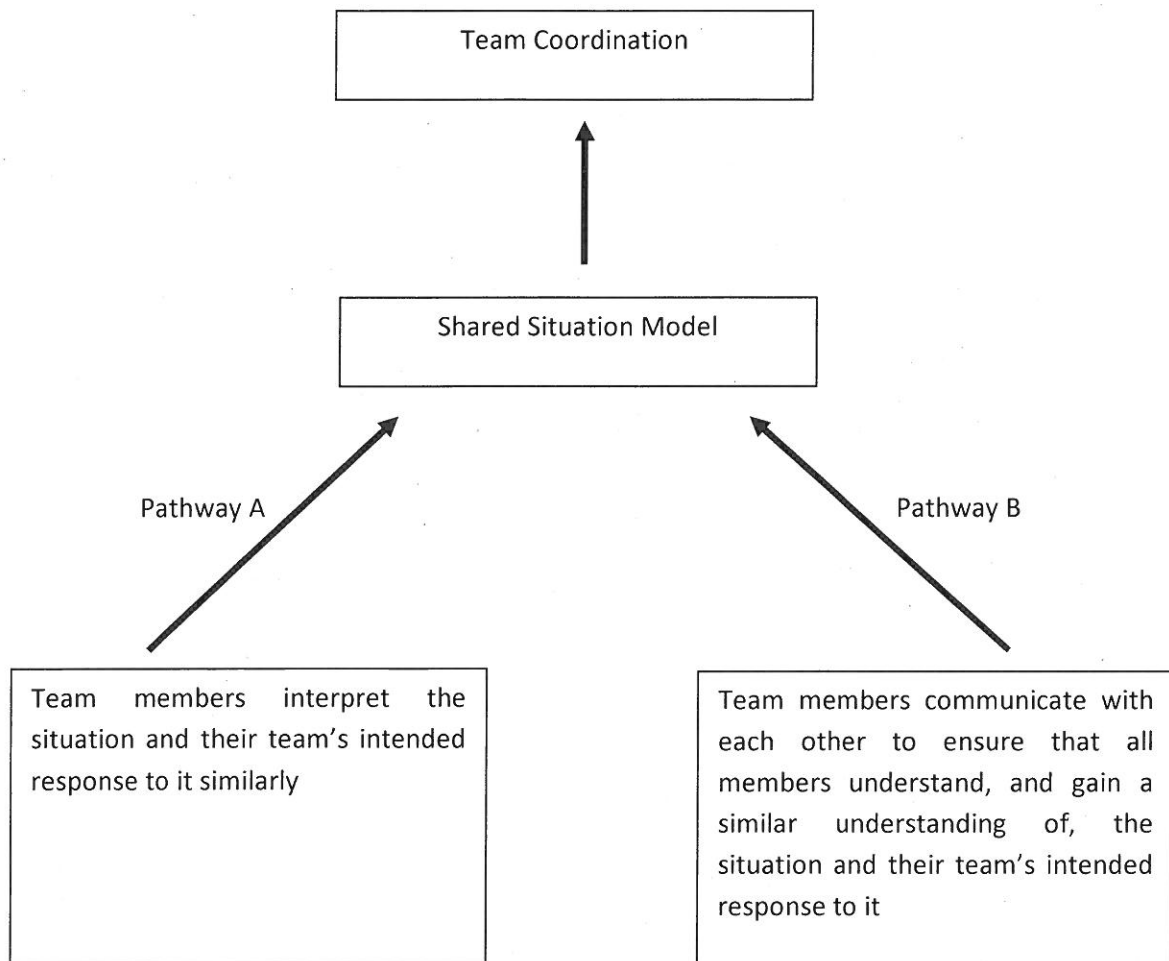 Team Coordination
Shared Situation Model
Pathway A
Pathway B
Team members interpret the
situation and their team's intended
response to it similarly
Team members communicate with
each other to ensure that all
members understand, and gain a
similar understanding of, the
situation and their team's intended
response to it